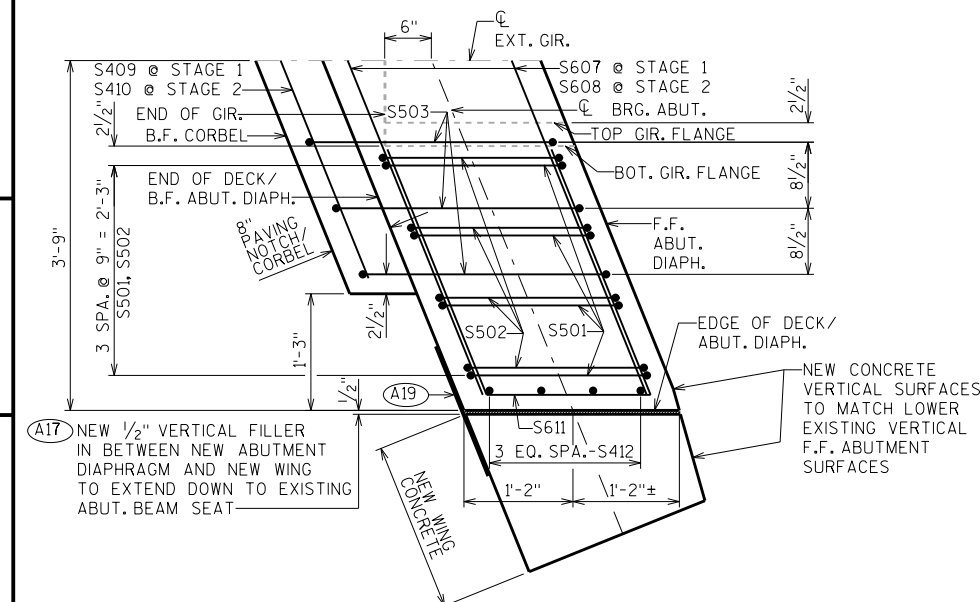 6"
℄
EXT. GIR.
S409 @ STAGE 1
S410 @ STAGE 2
S607 @ STAGE 1
S608 @ STAGE 2
END OF GIR.
S503
℄ BRG. ABUT.
2½"
2½"
B.F. CORBEL
TOP GIR. FLANGE
BOT. GIR. FLANGE
8½"
END OF DECK/
B.F. ABUT. DIAPH.
3'-9"
3 SPA. @ 9" = 2'-3"
S501, S502
8"
PAVING
NOTCH/
CORBEL
F.F.
ABUT.
DIAPH.
8½"
2½"
1'-3"
S502
S501
EDGE OF DECK/
ABUT. DIAPH.
A19
½"
NEW CONCRETE
VERTICAL SURFACES
TO MATCH LOWER
EXISTING VERTICAL
F.F. ABUTMENT
SURFACES
A17 NEW ½" VERTICAL FILLER
IN BETWEEN NEW ABUTMENT
DIAPHRAGM AND NEW WING
TO EXTEND DOWN TO EXISTING
ABUT. BEAM SEAT
S611
3 EQ. SPA.-S412
1'-2"
1'-2"±
NEW WING
CONCRETE